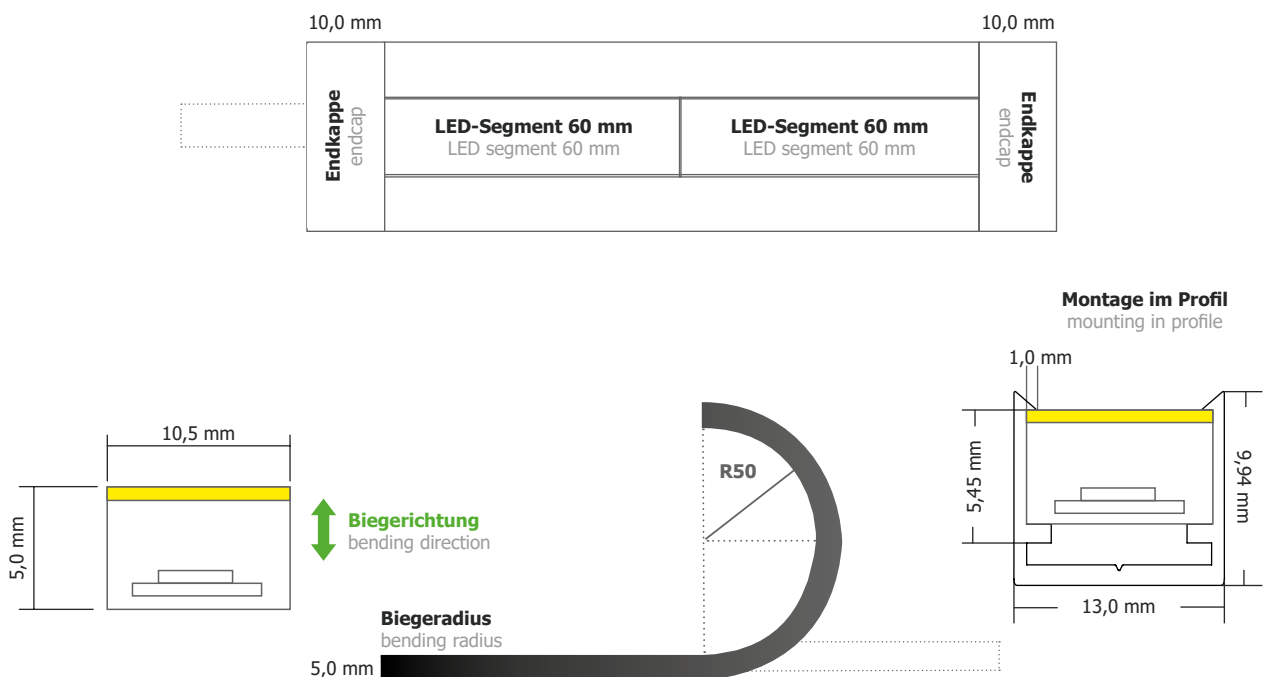 10,0 mm
10,0 mm
Endkappe
endcap
LED-Segment 60 mm
LED segment 60 mm
LED-Segment 60 mm
LED segment 60 mm
Endkappe
endcap
Montage im Profil
mounting in profile
1,0 mm
10,5 mm
5,0 mm
Biegerichtung
bending direction
R50
5,45 mm
9,94 mm
13,0 mm
Biegeradius
bending radius
5,0 mm